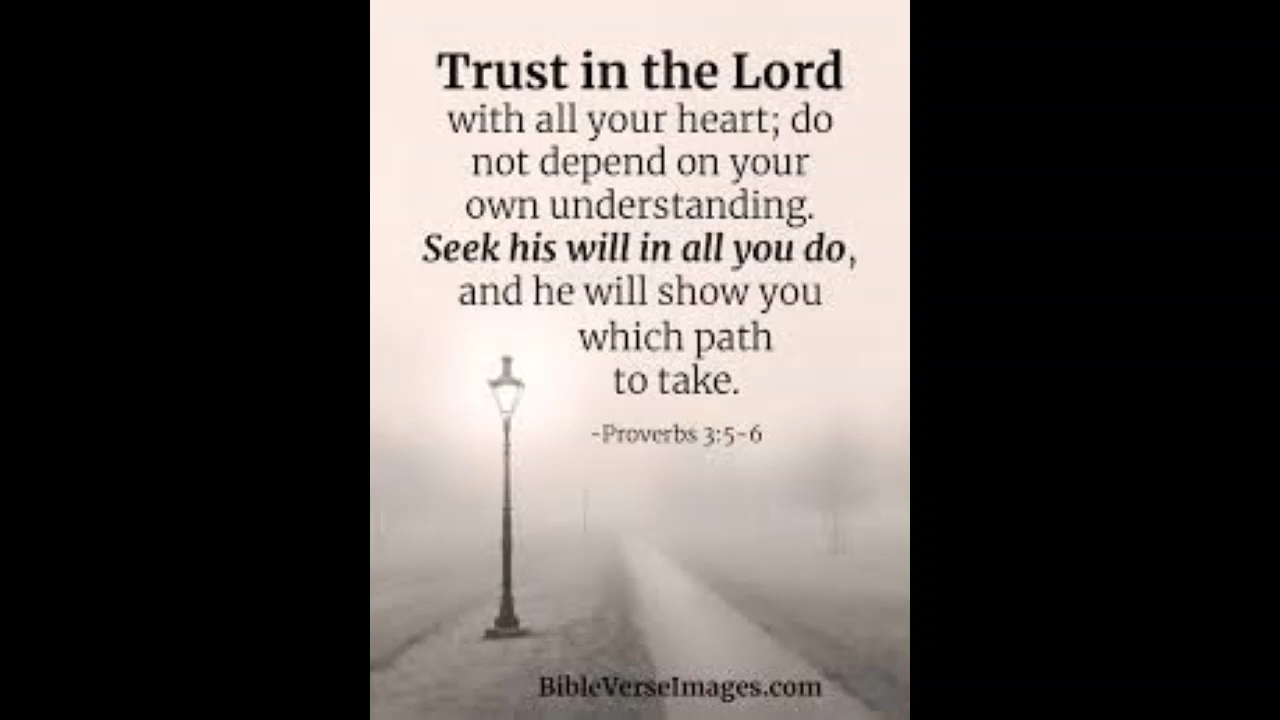 Trust in the Lord
with all your heart; do
not depend on your
own understanding.
Seek his will in all you do,
and he will show you
which path
to take.
-Proverbs 3:5-6
BibleVerseImages.com